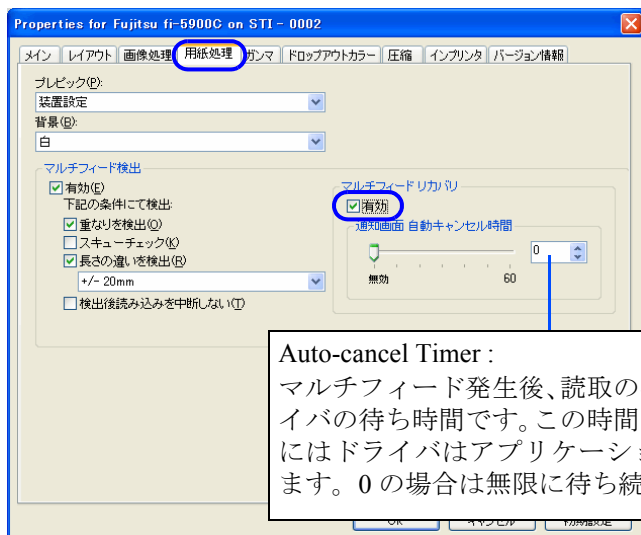 Properties for Fujitsu fi-5900C on STI - 0002
メイン レイアウト 画像処理 用紙処理 ガンマ ドロップアウトカラー 圧縮 インプリンタ バージョン情報
プレピック(P):
装置設定
背景(B):
白
マルチフィード検出
有効(E)
下記の条件にて検出:
重なりを検出(O)
スキューチェック(K)
長さの違いを検出(R)
+/- 20mm
検出後読み込みを中断しない(T)
マルチフィード リカバリ
有効
通知画面 自動キャンセル時間
0
無効 60
Auto-cancel Timer :
マルチフィード発生後、読取の
イバの待ち時間です。この時間
にはドライバはアプリケーショ
ます。0 の場合は無限に待ち続
OK キャンセル 初期設定